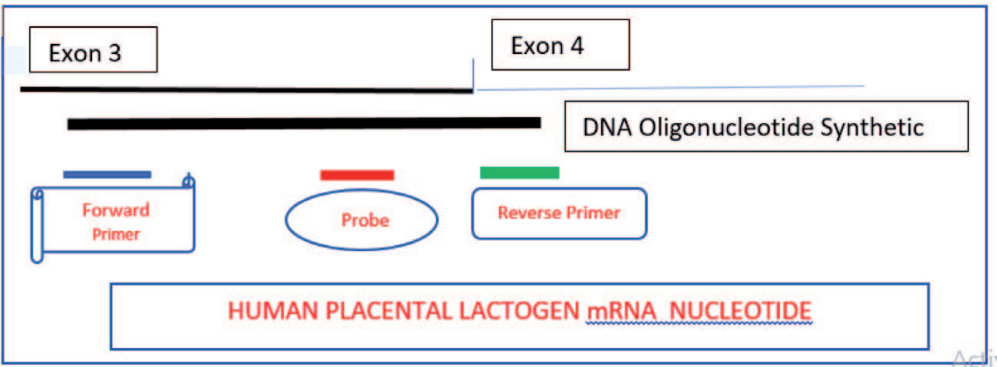 Exon 3
Exon 4
DNA Oligonucleotide Synthetic
Forward
Primer
Probe
Reverse Primer
HUMAN PLACENTAL LACTOGEN mRNA NUCLEOTIDE